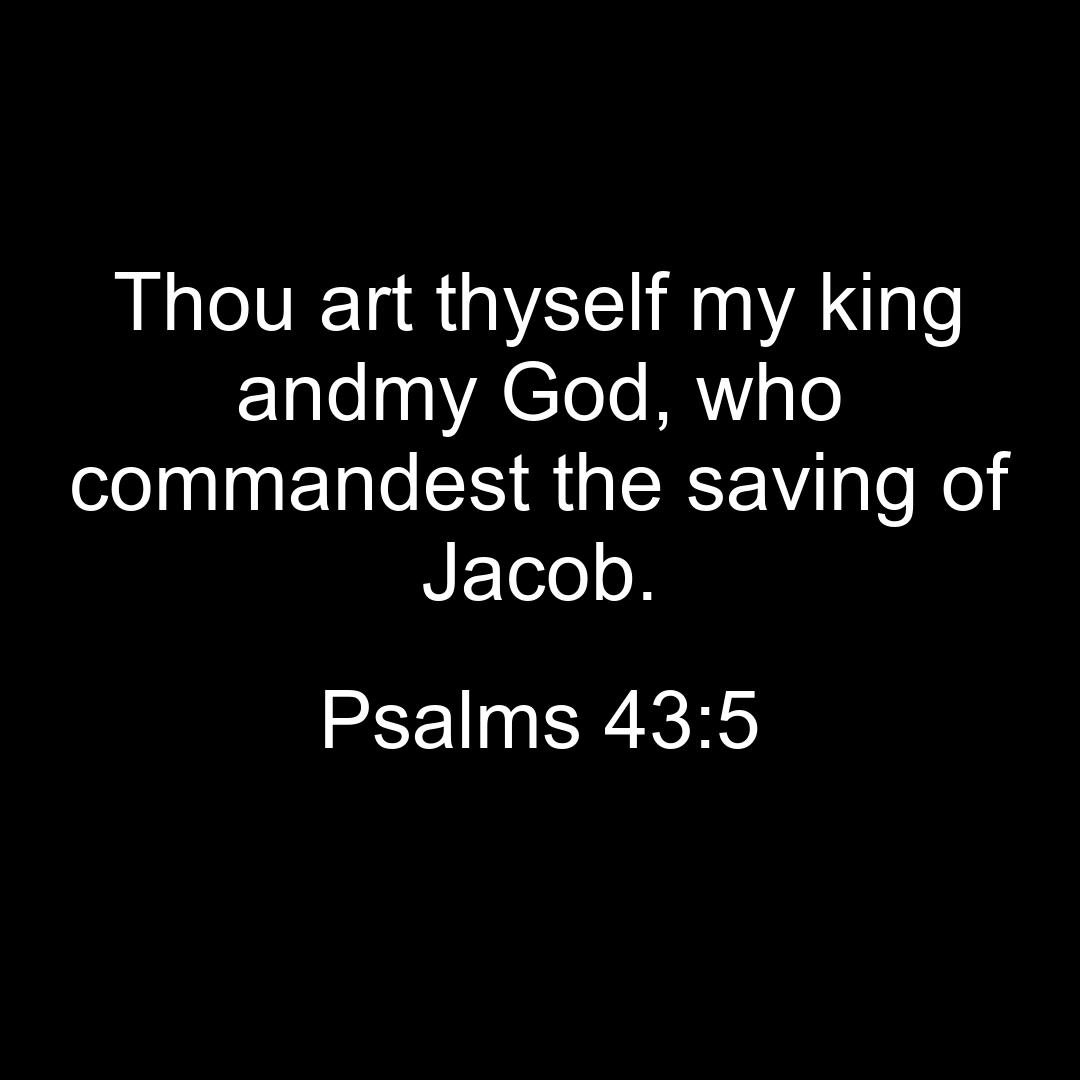 Thou art thyself my king
andmy God, who
commandest the saving of
Jacob.
Psalms 43:5